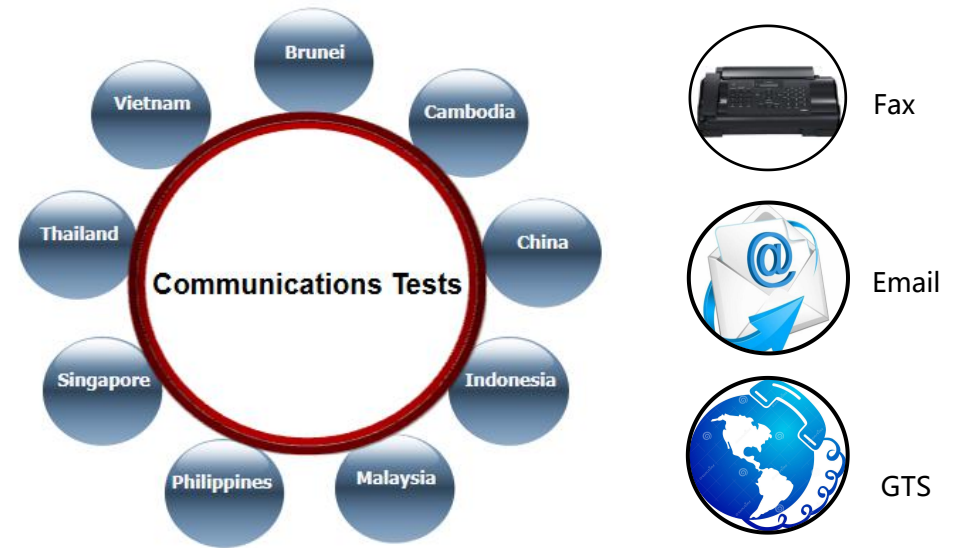 Brunei
Cambodia
China
Indonesia
Malaysia
Philippines
Singapore
Thailand
Vietnam
Communications Tests
Fax
@
Email
GTS